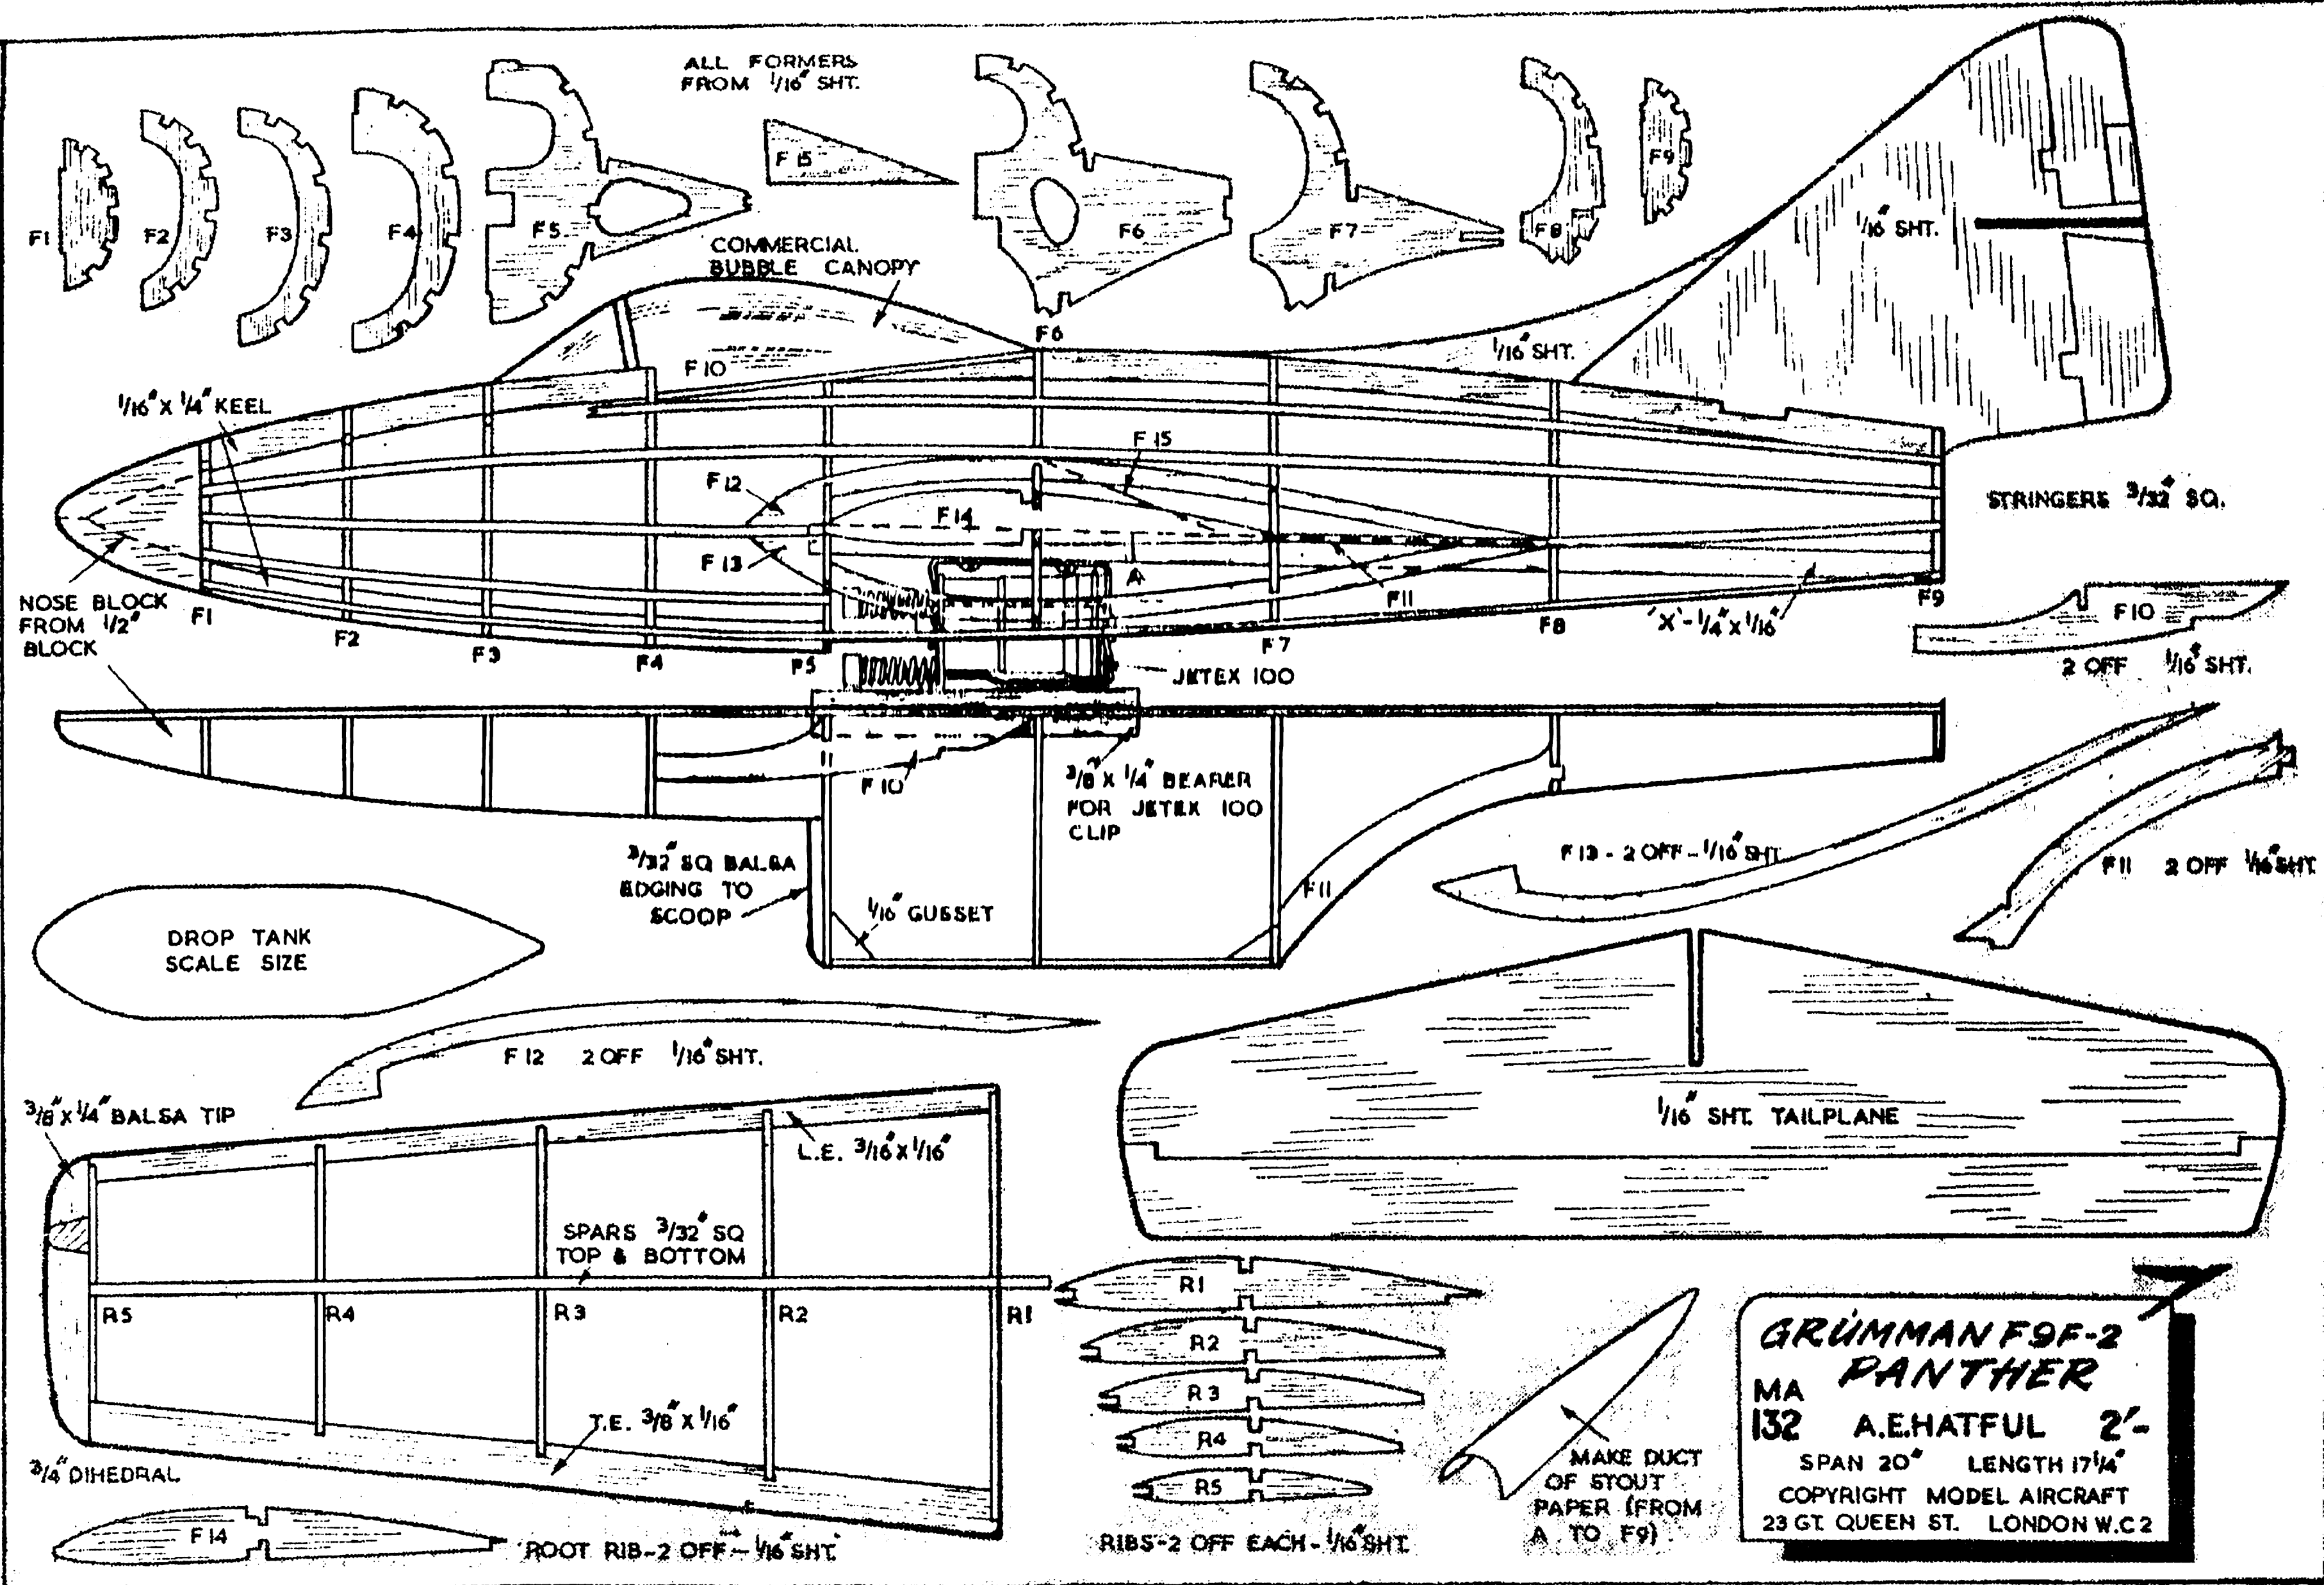 ALL FORMERS
FROM 1/16" SHT.
F1
F2
F3
F4
F5
F15
F6
F7
F8
F9
1/16" SHT.
COMMERCIAL
BUBBLE CANOPY
F6
1/16" SHT.
F10
1/16" X 1/4" KEEL
F15
F12
F14
STRINGERS 3/32" SQ.
F13
A
F11
NOSE BLOCK
FROM 1/2"
BLOCK
F1
F2
F3
F4
F5
F7
F8
'X'-1/4" X 1/16"
F9
F10
2 OFF 1/16" SHT.
JETEX 100
F10
3/8" X 1/4" BEARER
FOR JETEX 100
CLIP
3/32" SQ BALSA
EDGING TO
SCOOP
1/16" GUSSET
F11
F13 - 2 OFF - 1/16" SHT.
F11 2 OFF 1/16" SHT.
DROP TANK
SCALE SIZE
F12 2 OFF 1/16" SHT.
3/8" X 1/4" BALSA TIP
L.E. 3/16" X 1/16"
1/16" SHT. TAILPLANE
SPARS 3/32" SQ
TOP & BOTTOM
R5
R4
R3
R2
R1
T.E. 3/8" X 1/16"
3/4" DIHEDRAL
F14
ROOT RIB-2 OFF - 1/16" SHT.
R1
R2
R3
R4
R5
RIBS-2 OFF EACH - 1/16" SHT.
MAKE DUCT
OF STOUT
PAPER (FROM
A TO F9)
GRUMMAN F9F-2
PANTHER
MA
132 A.E.HATFUL 2'-
SPAN 20" LENGTH 17 1/4"
COPYRIGHT MODEL AIRCRAFT
23 GT. QUEEN ST. LONDON W.C2